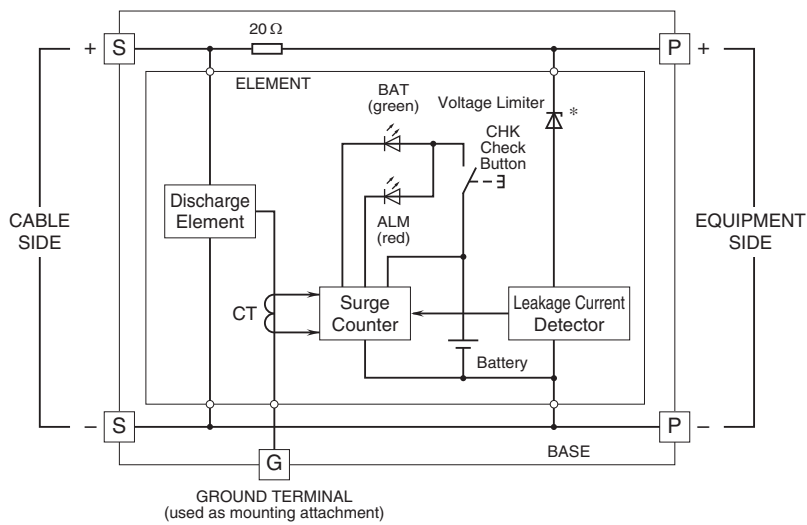 20 Ω
+
S
P
+
ELEMENT
BAT
(green)
Voltage Limiter
*
CHK
Check
Button
Discharge
Element
ALM
(red)
CABLE
SIDE
EQUIPMENT
SIDE
CT
Surge
Counter
Leakage Current
Detector
Battery
–
S
P
–
BASE
G
GROUND TERMINAL
(used as mounting attachment)